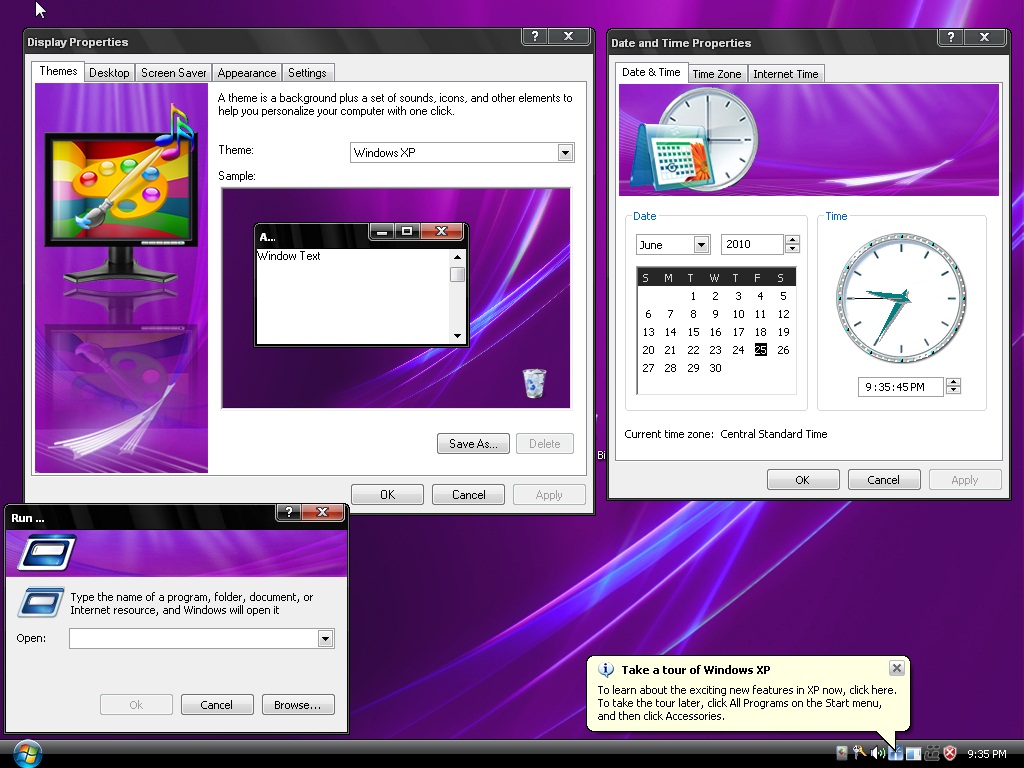 Display Properties
?
Themes Desktop Screen Saver Appearance Settings
A theme is a background plus a set of sounds, icons, and other elements to
help you personalize your computer with one click.
Theme: Windows XP
Sample:
A...
Window Text
Save As... Delete
OK Cancel Apply
Date and Time Properties
?
Date & Time Time Zone Internet Time
Date
June 2010
S M T W T F S
1 2 3 4 5
6 7 8 9 10 11 12
13 14 15 16 17 18 19
20 21 22 23 24 25 26
27 28 29 30
Time
9:35:45 PM
Current time zone: Central Standard Time
OK Cancel Apply
Bi
Run ...
?
Type the name of a program, folder, document, or
Internet resource, and Windows will open it
Open:
Ok Cancel Browse...
Take a tour of Windows XP
To learn about the exciting new features in XP now, click here.
To take the tour later, click All Programs on the Start menu,
and then click Accessories.
9:35 PM